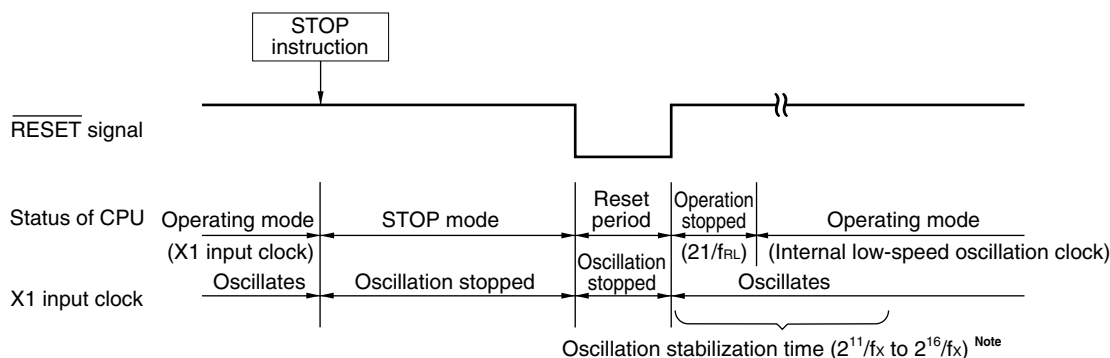 STOP
instruction
RESET signal
Status of CPU
Operating mode
(X1 input clock)
STOP mode
Reset
period
Operation
stopped
(21/fRL)
Operating mode
(Internal low-speed oscillation clock)
X1 input clock
Oscillates
Oscillation stopped
Oscillation
stopped
Oscillates
Oscillation stabilization time (2¹¹/fx to 2¹⁶/fx) Note